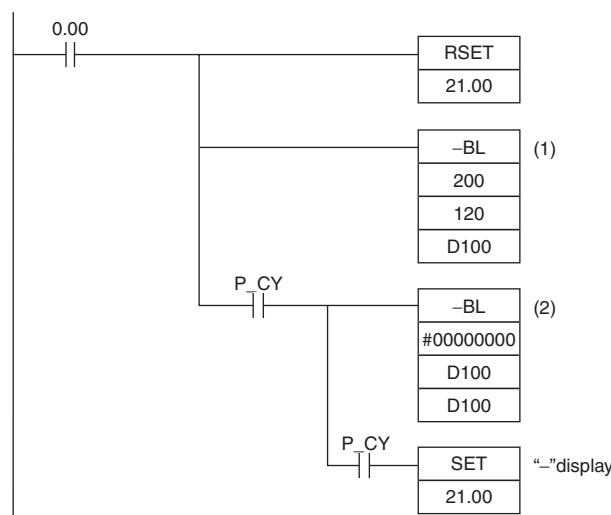 0.00
RSET
21.00
–BL (1)
200
120
D100
P_CY
–BL (2)
#00000000
D100
D100
P_CY
SET “–”display
21.00